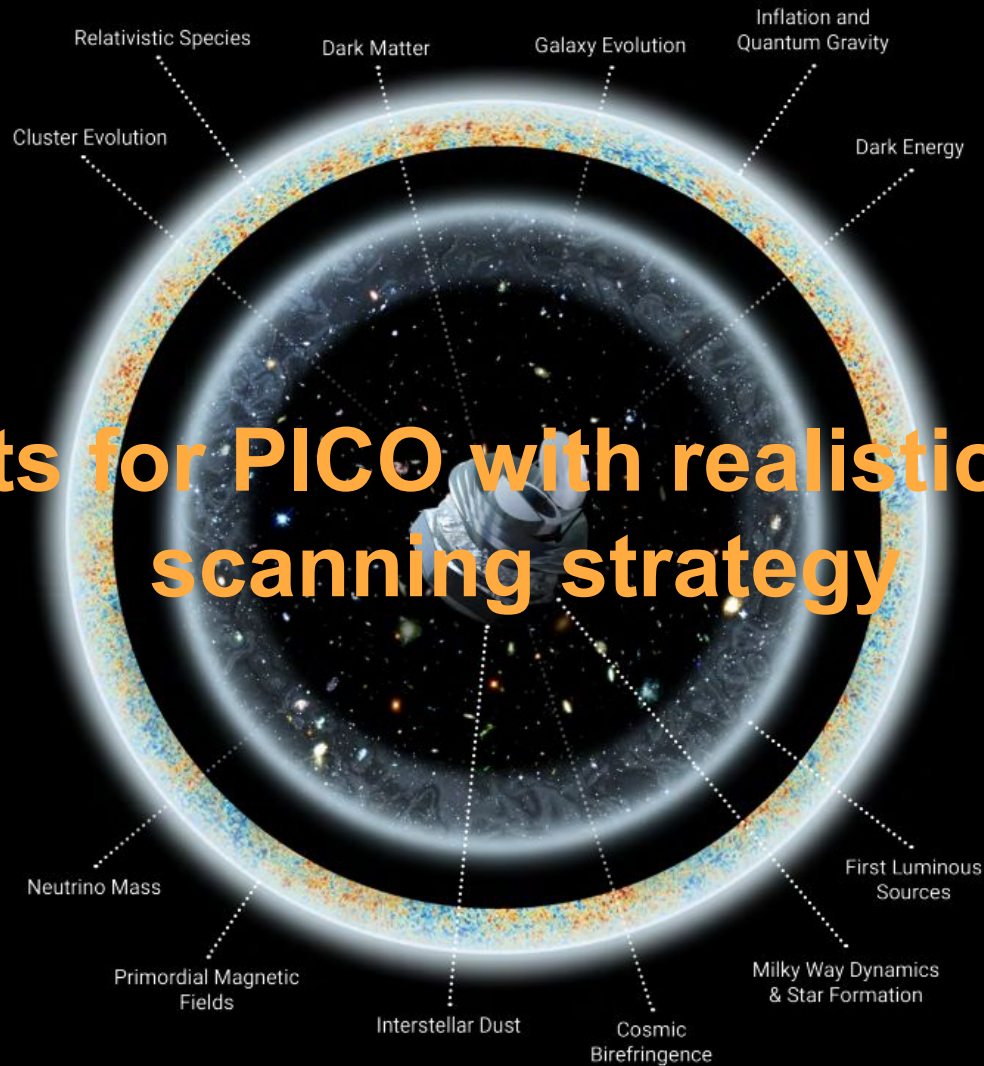 Inflation and
Quantum Gravity
Relativistic Species
Dark Matter
Galaxy Evolution
Cluster Evolution
Dark Energy
ts for PICO with realistic
scanning strategy
First Luminous
Sources
Neutrino Mass
Milky Way Dynamics
& Star Formation
Primordial Magnetic
Fields
Interstellar Dust
Cosmic
Birefringence